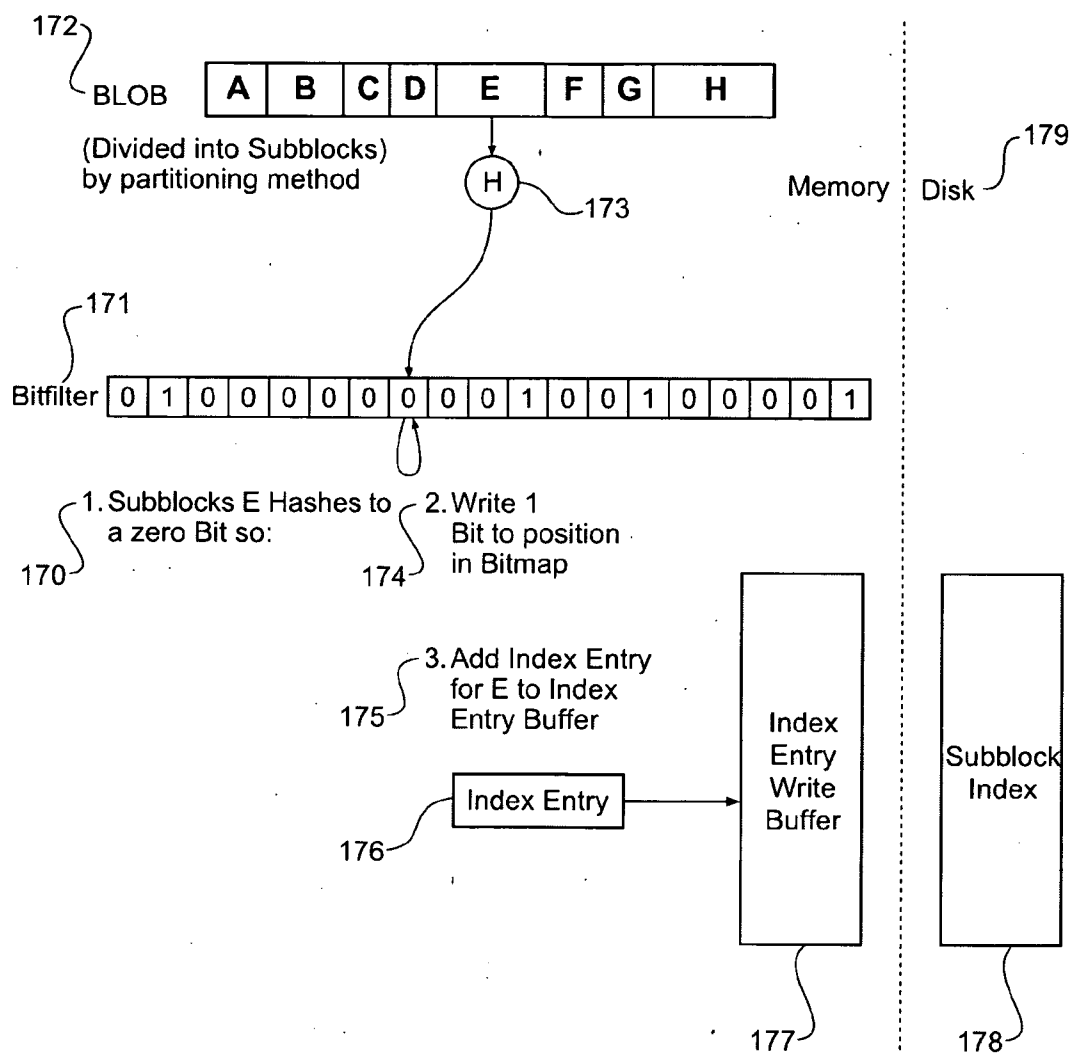 172
BLOB
A B C D E F G H
(Divided into Subblocks)
by partitioning method
H
173
Memory
Disk
179
171
Bitfilter
0 1 0 0 0 0 0 0 0 0 1 0 0 1 0 0 0 0 1
1. Subblocks E Hashes to
a zero Bit so:
170
2. Write 1
Bit to position
in Bitmap
174
3. Add Index Entry
for E to Index
Entry Buffer
175
Index Entry
176
Index
Entry
Write
Buffer
177
Subblock
Index
178